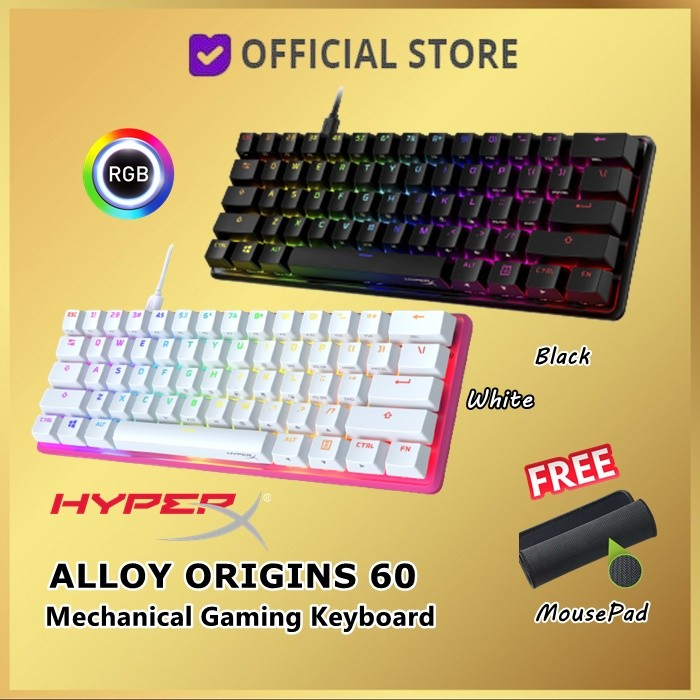 OFFICIAL STORE
RGB
Black
White
HYPERX®
FREE
MousePad
ALLOY ORIGINS 60
Mechanical Gaming Keyboard